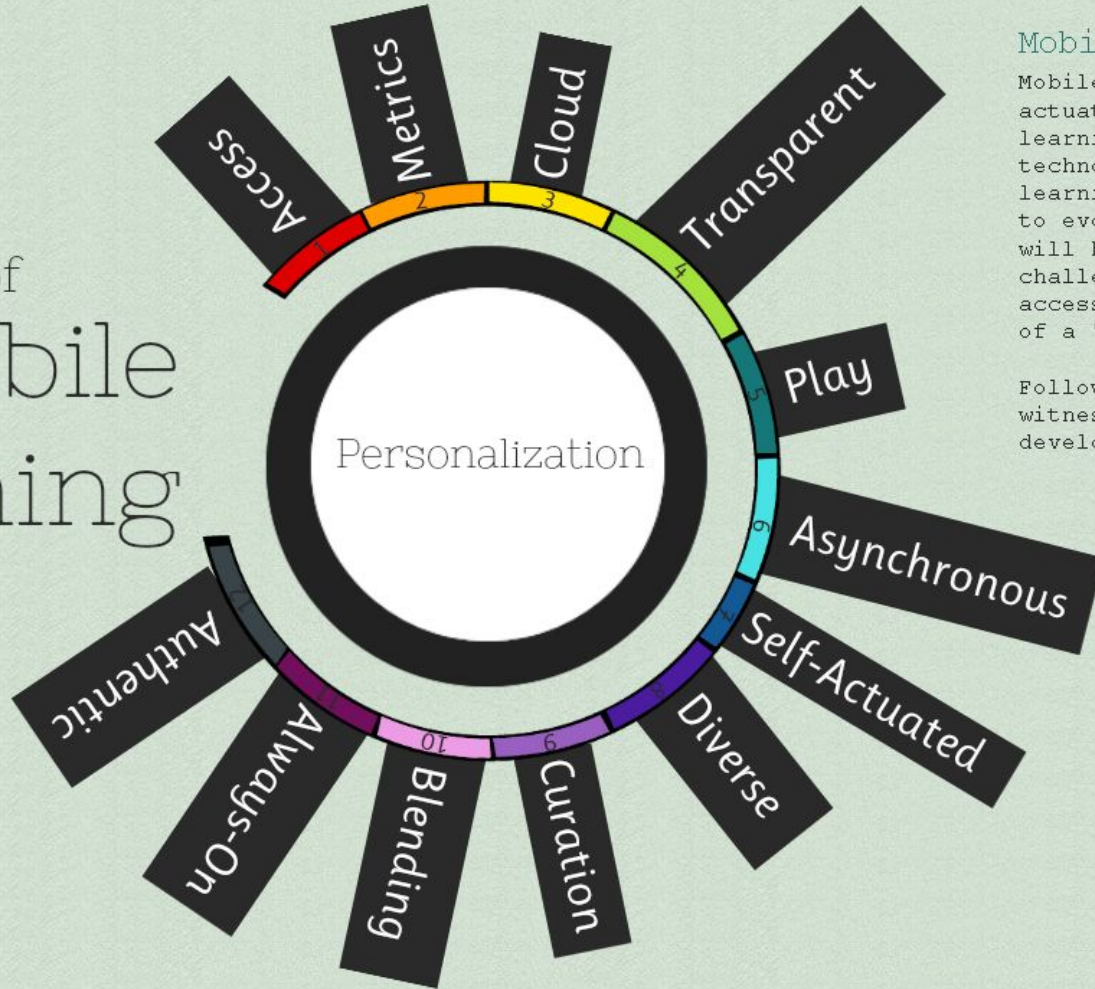 of
bile
ning
Personalization
1
Access
2
Metrics
3
Cloud
4
Transparent
5
Play
6
Asynchronous
7
Self-Actuated
8
Diverse
9
Curation
10
Blending
11
Always-On
12
Authentic
Mobi
Mobile
actuat
learni
techno
learni
to evo
will
challe
access
of a
Follow
witnes
develo